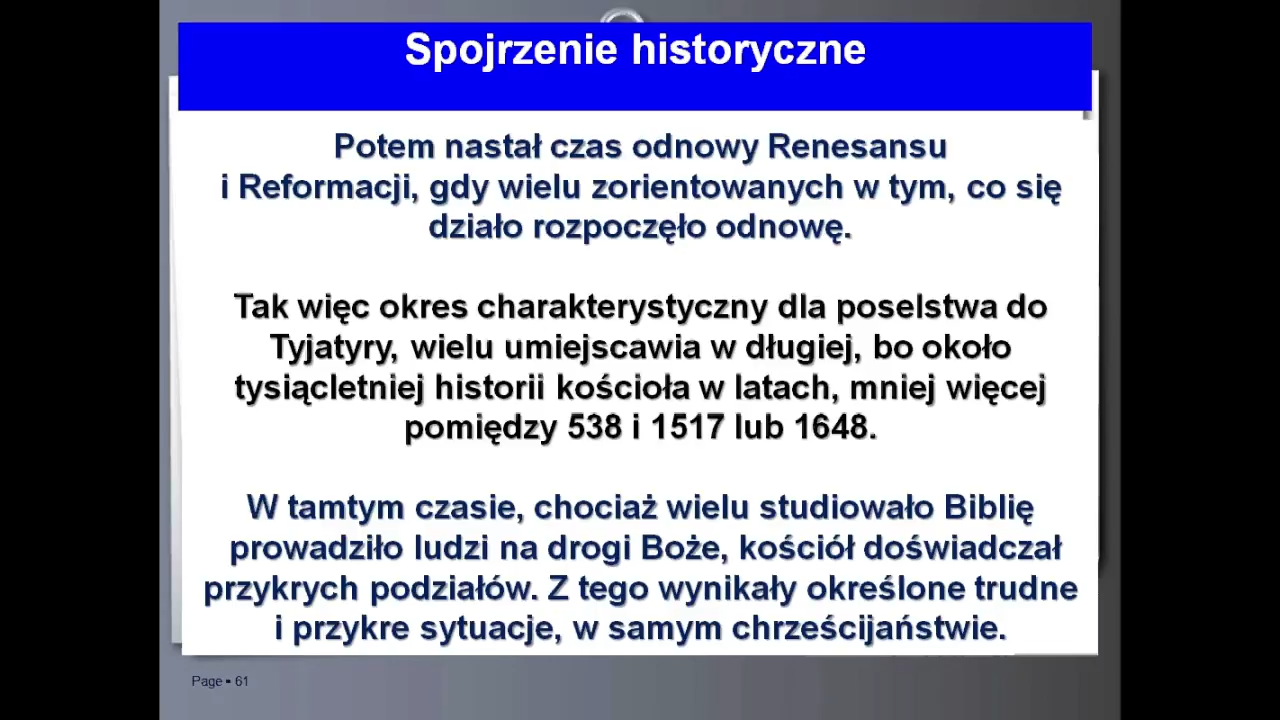 Spojrzenie historyczne
Potem nastał czas odnowy Renesansu
i Reformacji, gdy wielu zorientowanych w tym, co się
działo rozpoczęło odnowę.
Tak więc okres charakterystyczny dla poselstwa do
Tyjatyry, wielu umiejscawia w długiej, bo około
tysiącletniej historii kościoła w latach, mniej więcej
pomiędzy 538 i 1517 lub 1648.
W tamtym czasie, chociaż wielu studiowało Biblię
prowadziło ludzi na drogi Boże, kościół doświadczał
przykrych podziałów. Z tego wynikały określone trudne
i przykre sytuacje, w samym chrześcijaństwie.
Page ▪ 61